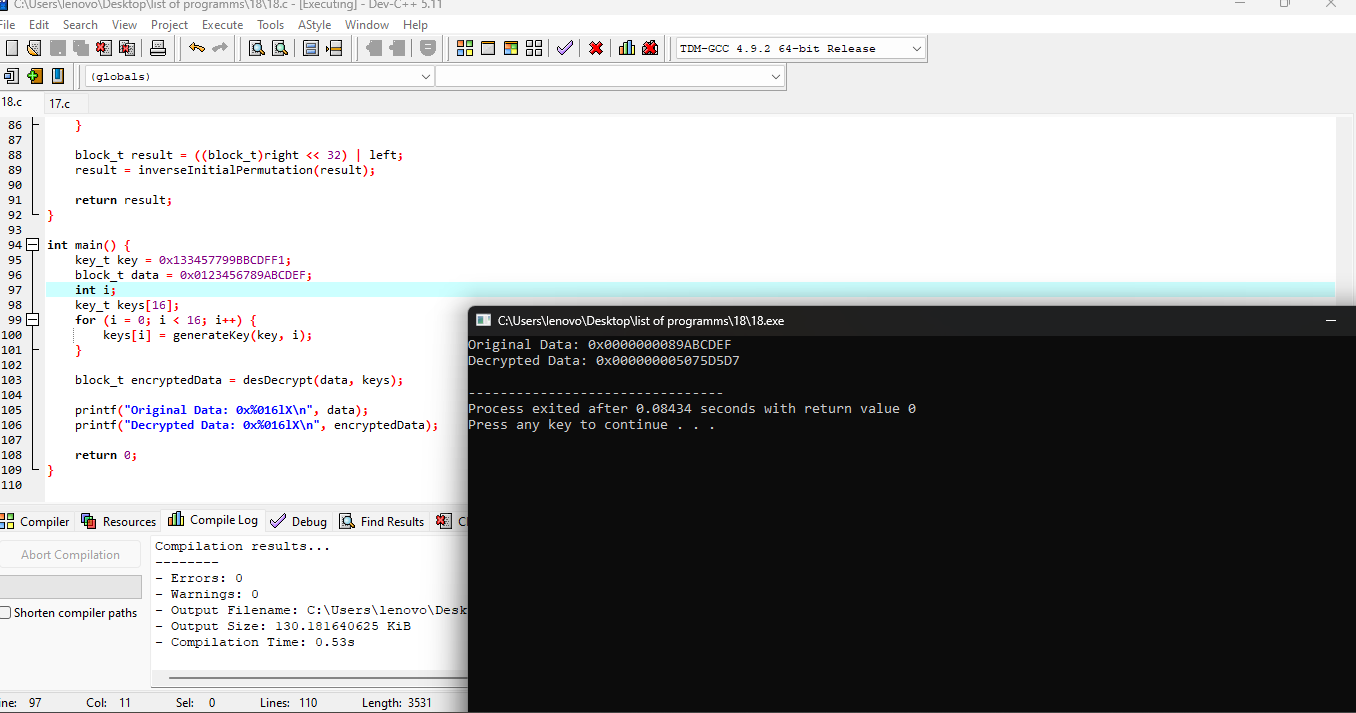 C:\Users\lenovo\Desktop\list of programms\18\18.c - [Executing] - Dev-C++ 5.11
File Edit Search View Project Execute Tools AStyle Window Help
TDM-GCC 4.9.2 64-bit Release
(globals)
18.c 17.c
86 }
87
88 block_t result = ((block_t)right << 32) | left;
89 result = inverseInitialPermutation(result);
90
91 return result;
92 }
93
94 int main() {
95 key_t key = 0x133457799BBCDFF1;
96 block_t data = 0x0123456789ABCDEF;
97 int i;
98 key_t keys[16];
99 for (i = 0; i < 16; i++) {
100 keys[i] = generateKey(key, i);
101 }
102
103 block_t encryptedData = desDecrypt(data, keys);
104
105 printf("Original Data: 0x%016lX\n", data);
106 printf("Decrypted Data: 0x%016lX\n", encryptedData);
107
108 return 0;
109 }
110
C:\Users\lenovo\Desktop\list of programms\18\18.exe
Original Data: 0x0000000089ABCDEF
Decrypted Data: 0x000000005075D5D7
--------------------------------
Process exited after 0.08434 seconds with return value 0
Press any key to continue . . .
Compiler Resources Compile Log Debug Find Results Cl
Abort Compilation
Shorten compiler paths
Compilation results...
--------
- Errors: 0
- Warnings: 0
- Output Filename: C:\Users\lenovo\Desk
- Output Size: 130.181640625 KiB
- Compilation Time: 0.53s
ine: 97 Col: 11 Sel: 0 Lines: 110 Length: 3531